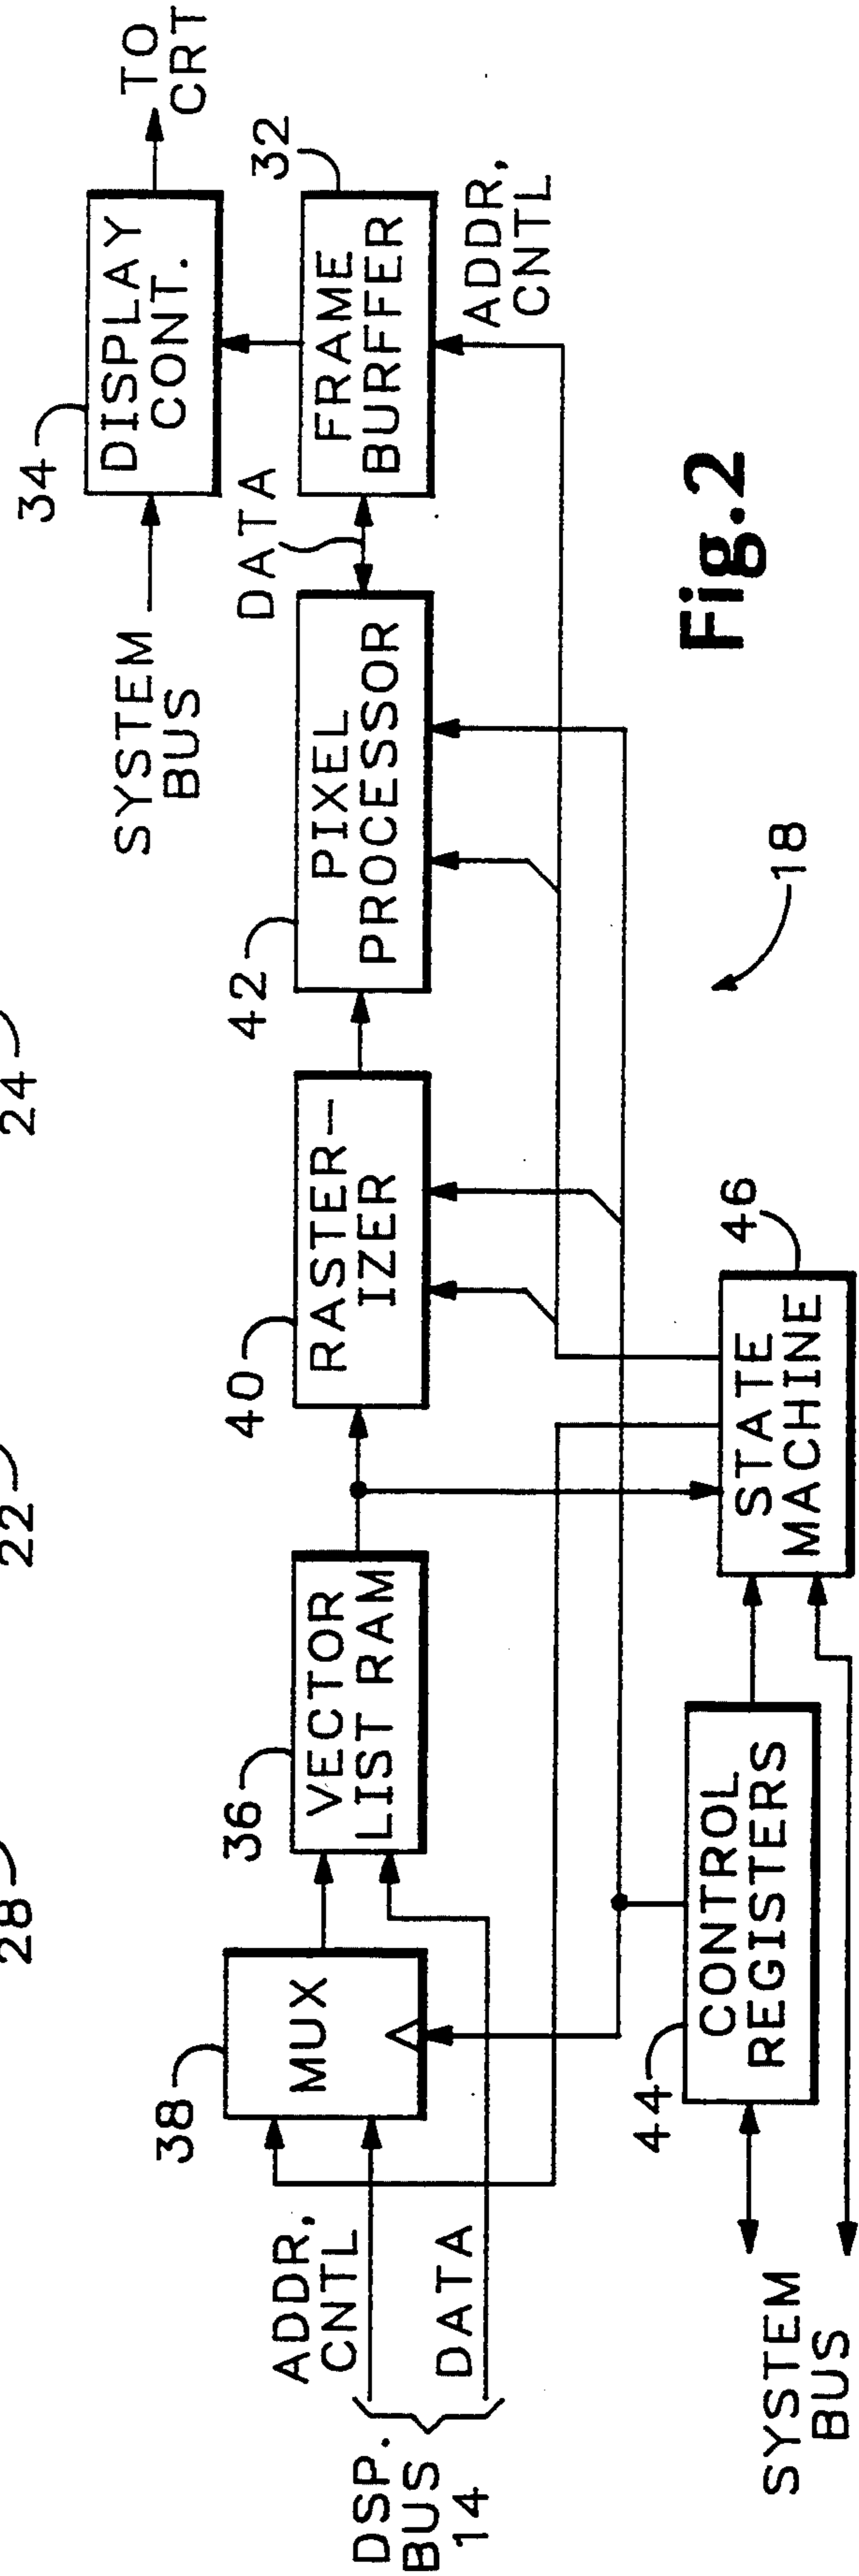 28
22
24
DSP.
BUS
14
ADDR,
CNTL
DATA
38
MUX
36
VECTOR
LIST RAM
40
RASTER-
IZER
42
PIXEL
PROCESSOR
DATA
32
FRAME
BURFFER
ADDR,
CNTL
SYSTEM
BUS
34
DISPLAY
CONT.
TO
CRT
SYSTEM
BUS
44
CONTROL
REGISTERS
46
STATE
MACHINE
18
Fig.2